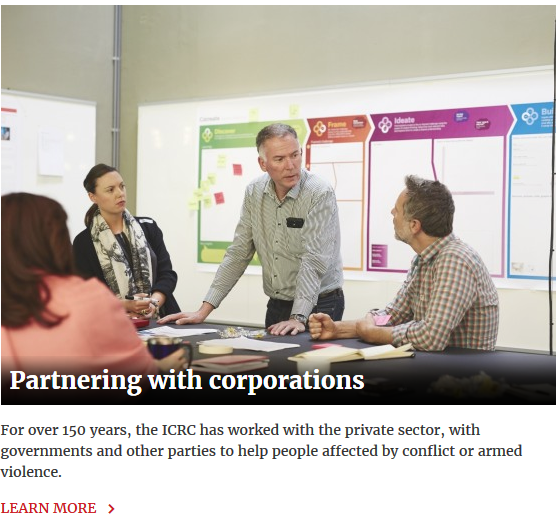 Discover
Frame
Ideate
Partnering with corporations
For over 150 years, the ICRC has worked with the private sector, with
governments and other parties to help people affected by conflict or armed
violence.
LEARN MORE